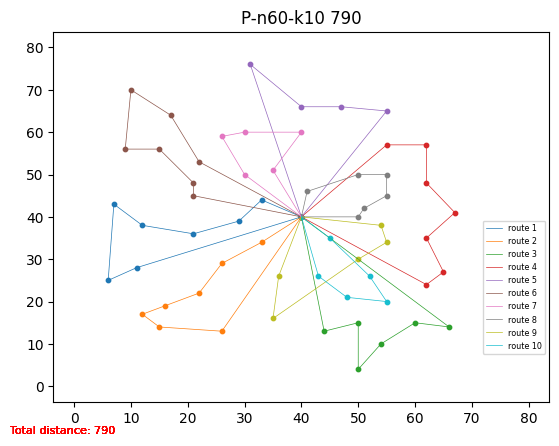 P-n60-k10 790
80
70
60
50
40
30
20
10
0
0 10 20 30 40 50 60 70 80
route 1
route 2
route 3
route 4
route 5
route 6
route 7
route 8
route 9
route 10
Total distance: 790